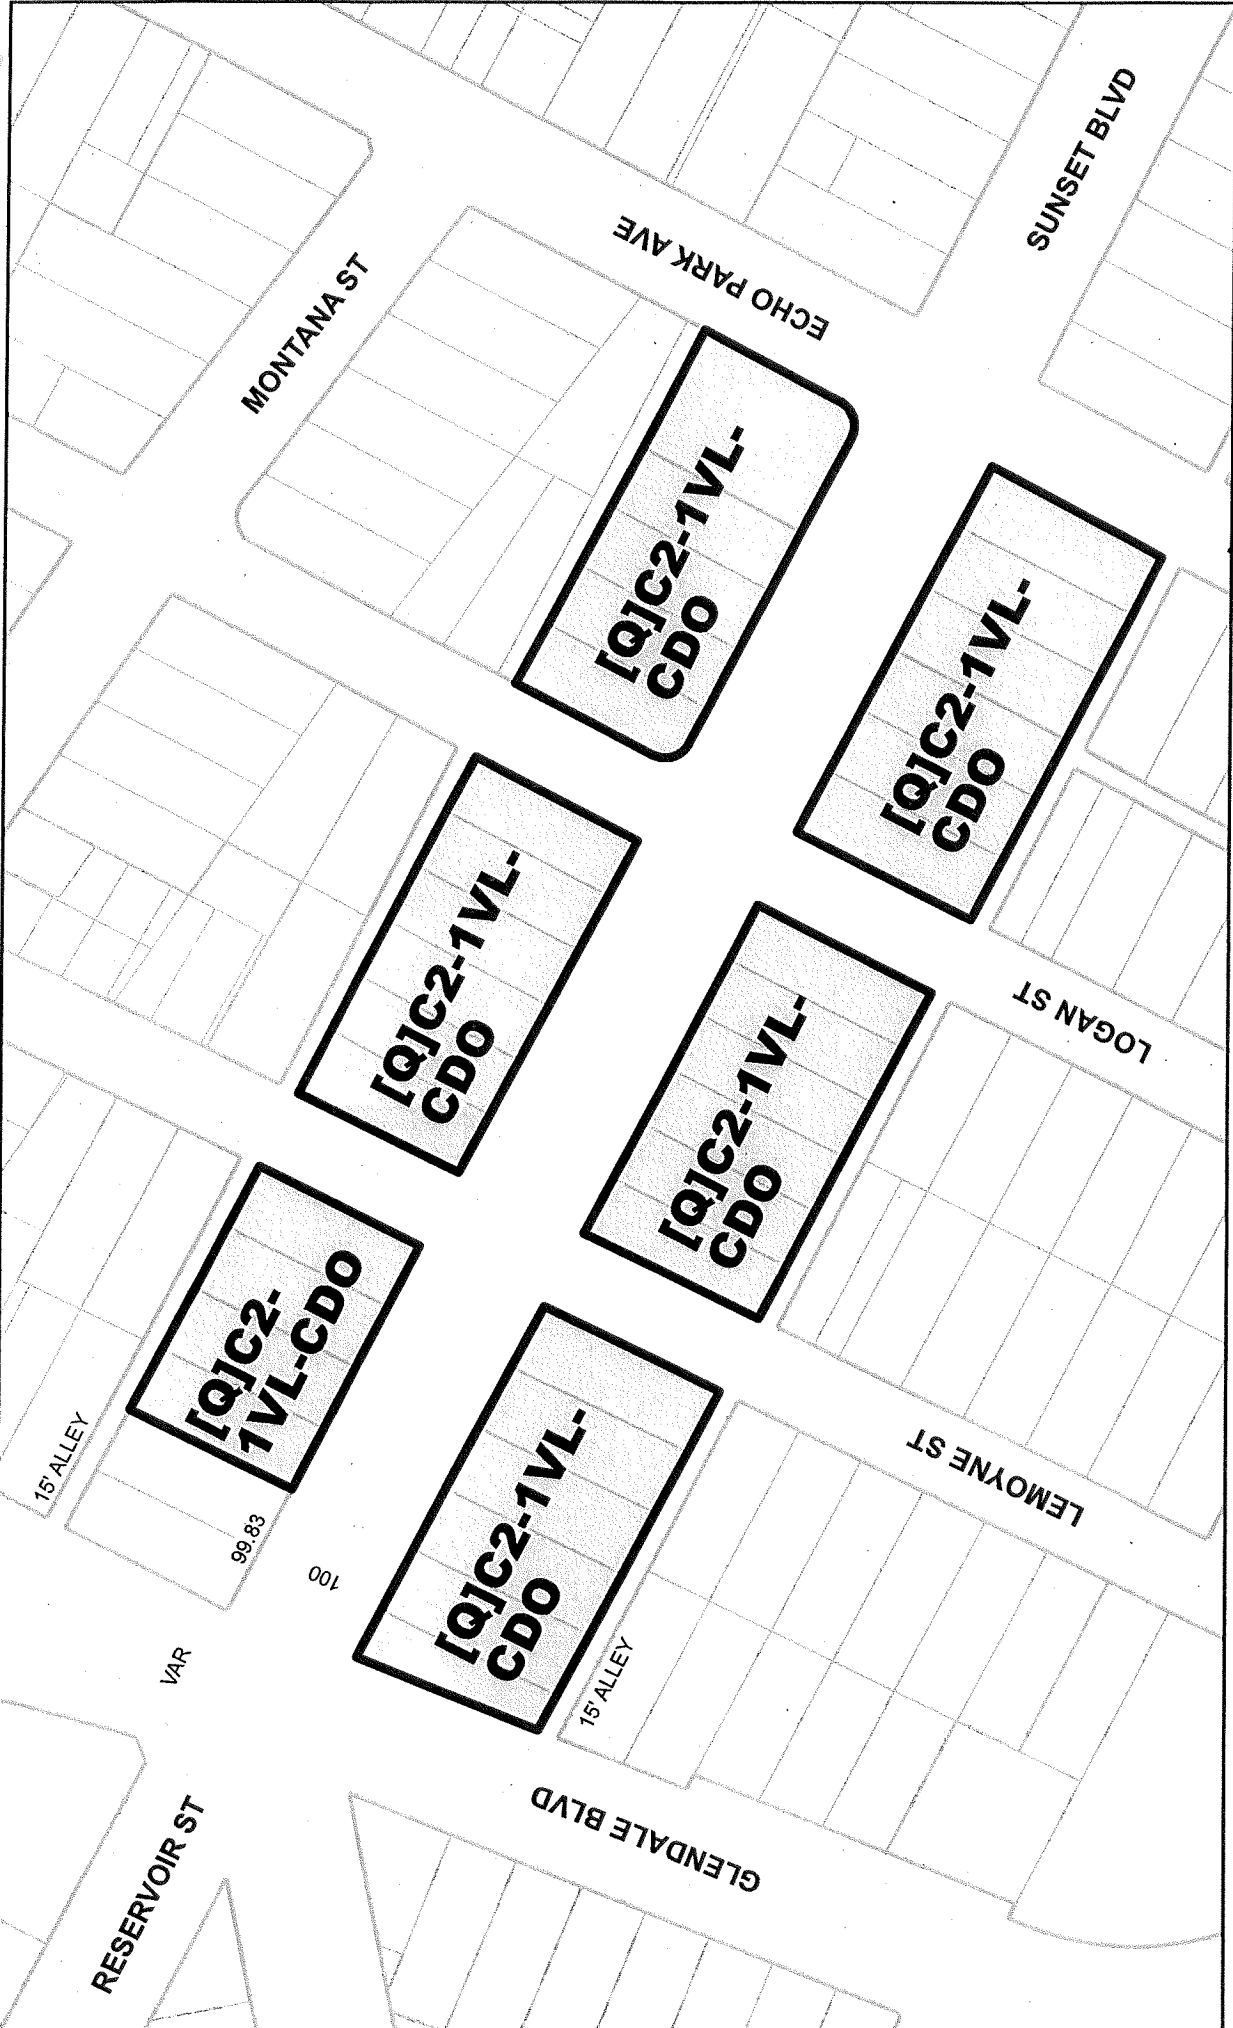 MONTANA ST
ECHO PARK AVE
SUNSET BLVD
[Q]C2-1VL-
CDO
[Q]C2-1VL-
CDO
[Q]C2-1VL-
CDO
[Q]C2-1VL-
CDO
LOGAN ST
[Q]C2-
1VL-CDO
[Q]C2-1VL-
CDO
LEMOYNE ST
15' ALLEY
99.83
100
VAR
15' ALLEY
GLENDALE BLVD
RESERVOIR ST